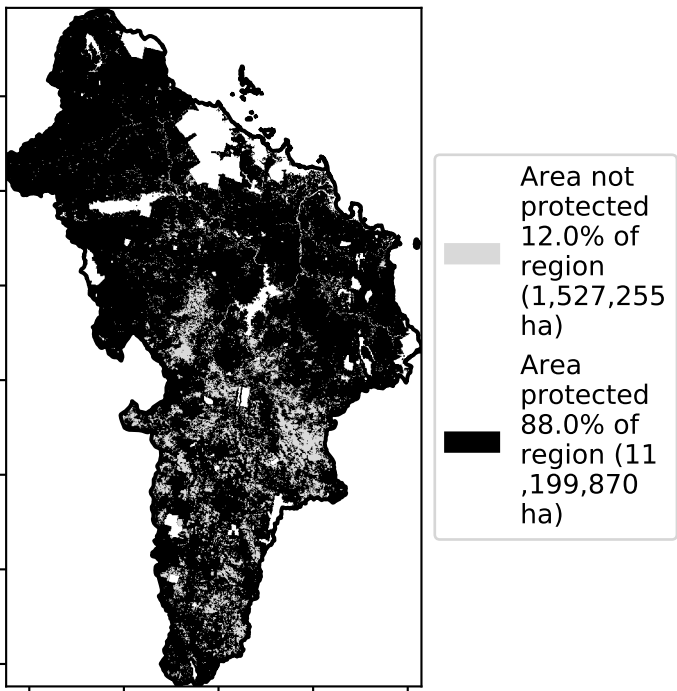 Area not
protected
12.0% of
region
(1,527,255
ha)
Area
protected
88.0% of
region (11
,199,870
ha)